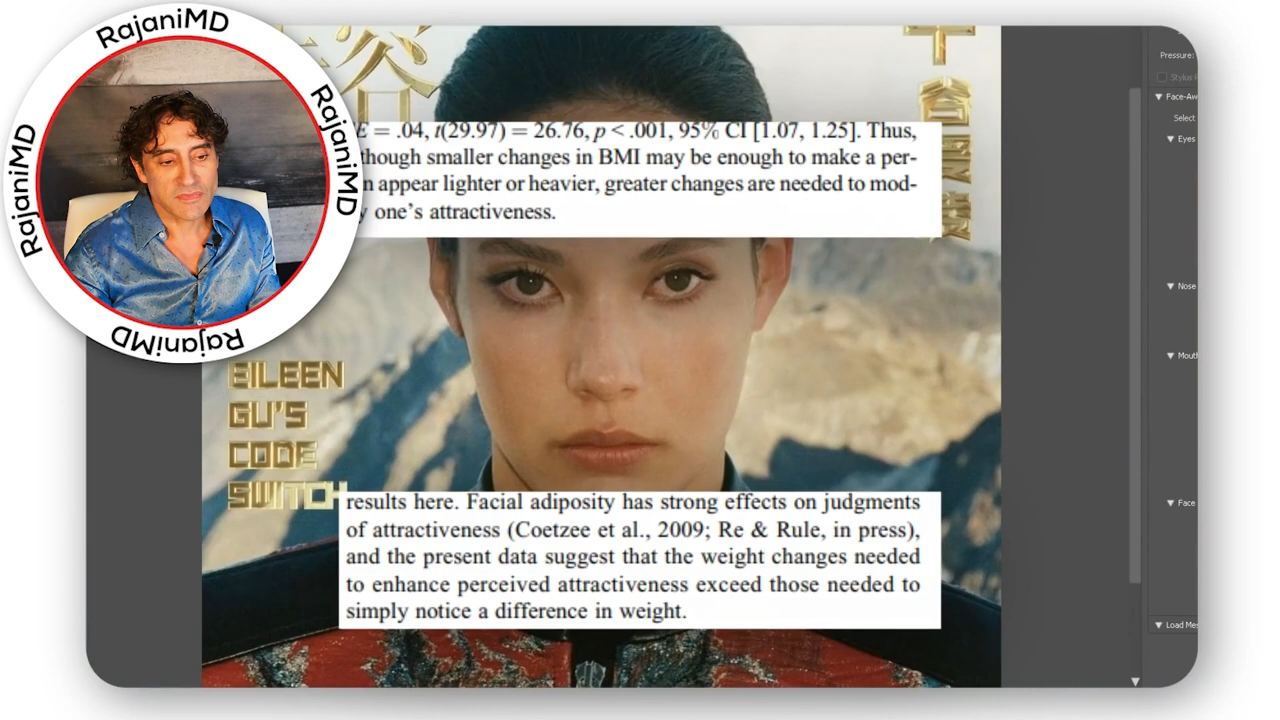 RajaniMD
RajaniMD
RajaniMD
RajaniMD
容
= .04, t(29.97) = 26.76, p < .001, 95% CI [1.07, 1.25]. Thus,
though smaller changes in BMI may be enough to make a per-
appear lighter or heavier, greater changes are needed to mod-
one's attractiveness.
EILEEN
GU'S
CODE
SWITCH
results here. Facial adiposity has strong effects on judgments
of attractiveness (Coetzee et al., 2009; Re & Rule, in press),
and the present data suggest that the weight changes needed
to enhance perceived attractiveness exceed those needed to
simply notice a difference in weight.
Pressure:
Face-Aw
Select
Eyes
Nose
Mouth
Face
Load Mes